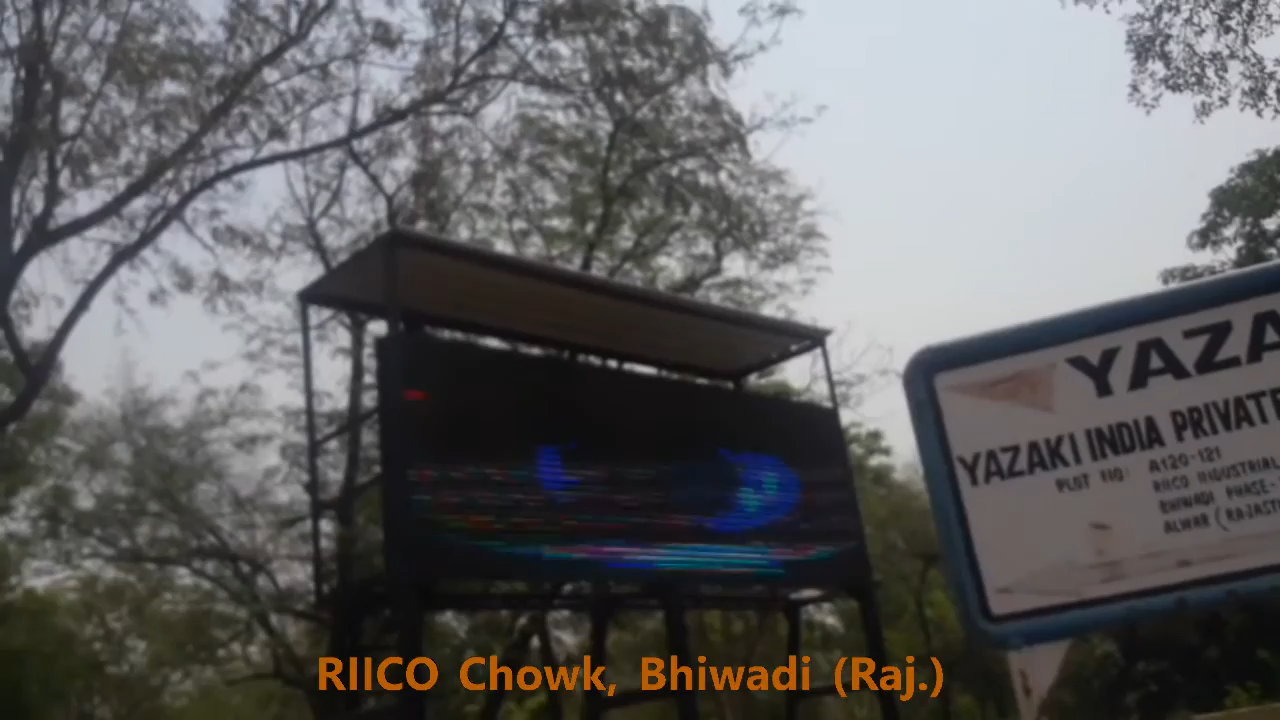 YAZA
YAZAKI INDIA PRIVATE
PLOT NO: A120-121
RIICO INDUSTRIAL
BHIWADI PHASE-
ALWAR (RAJAST
RIICO Chowk, Bhiwadi (Raj.)